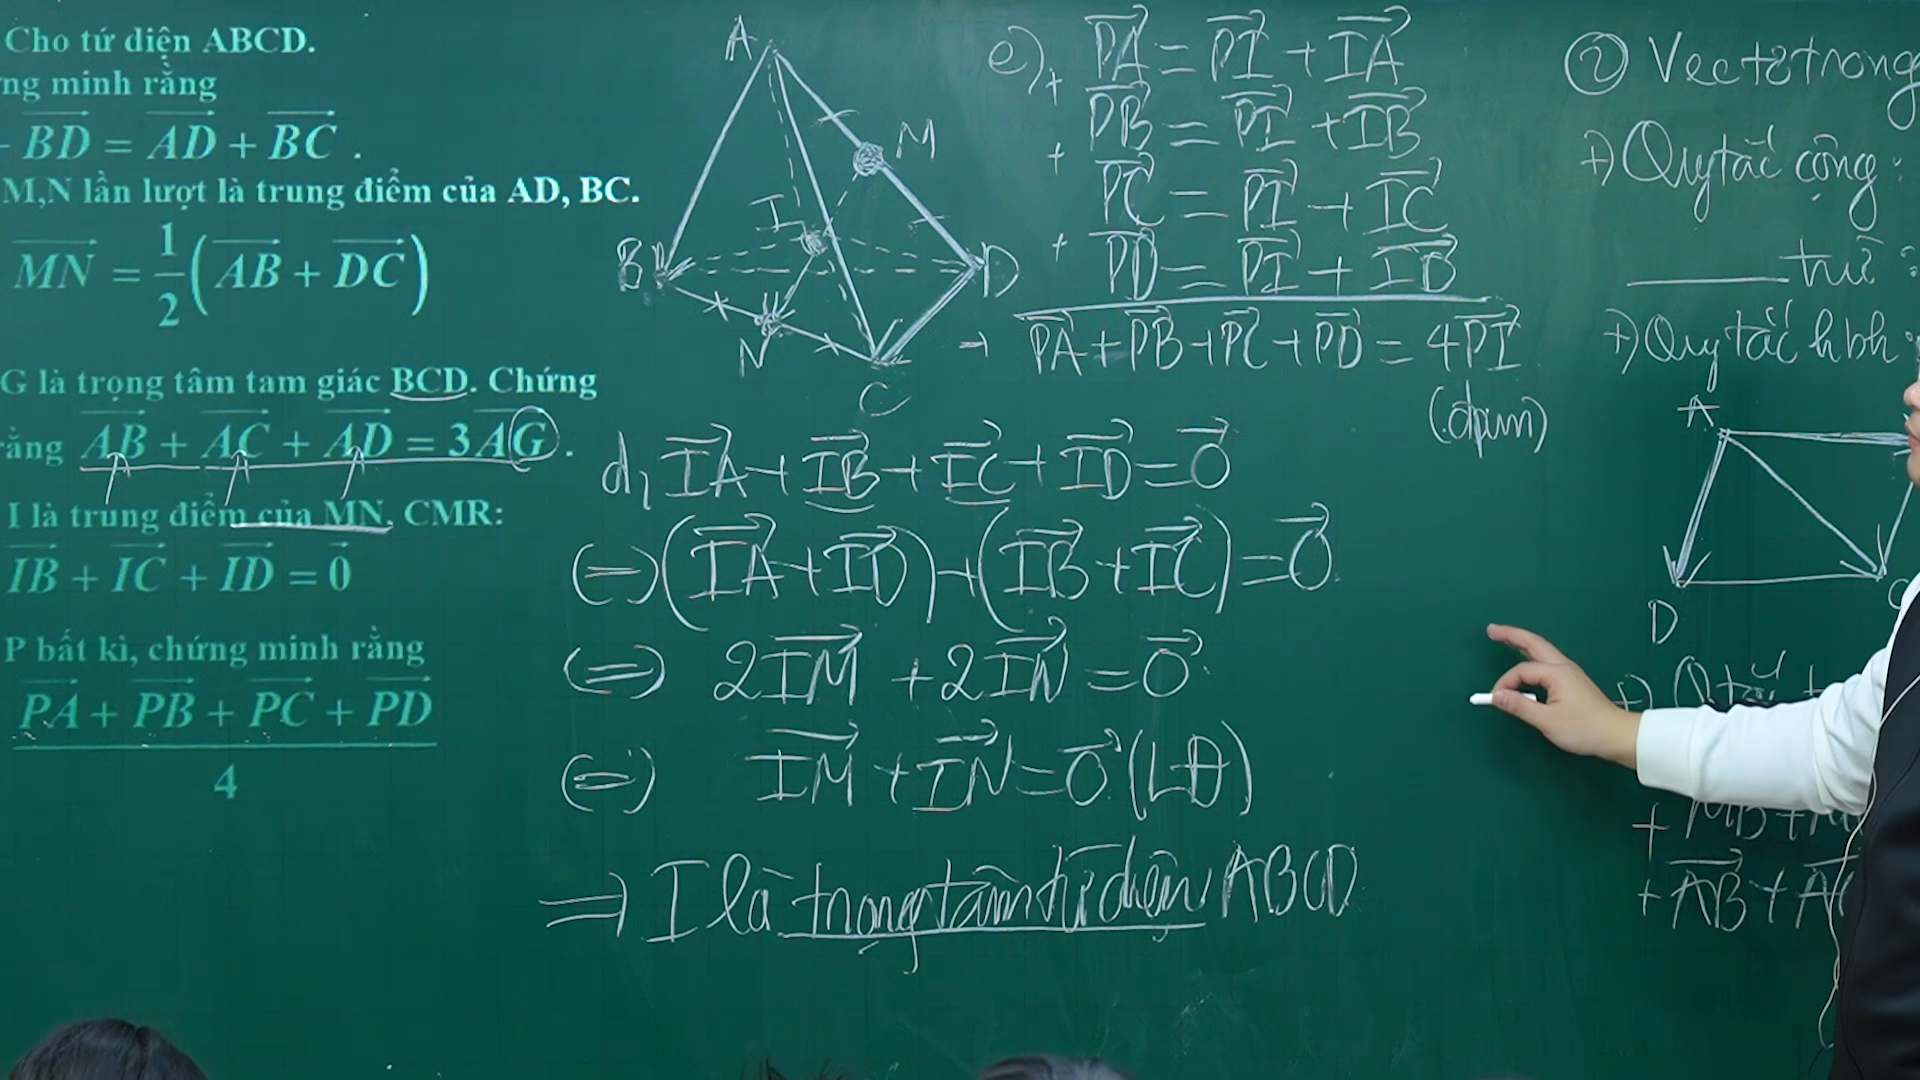 Cho tứ diện ABCD.
ng minh rằng
BD = AD + BC .
M,N lần lượt là trung điểm của AD, BC.
MN = 1/2 (AB + DC)
G là trọng tâm tam giác BCD. Chứng
rằng AB + AC + AD = 3AG .
I là trung điểm của MN. CMR:
IB + IC + ID = 0
P bất kì, chứng minh rằng
PA + PB + PC + PD
4
A
M
I
B
D
N
C
e) PA = PI + IA
+ PB = PI + IB
+ PC = PI + IC
+ PD = PI + ID
→ PA + PB + PC + PD = 4PI
(đpcm)
d, IA + IB + IC + ID = 0
(=) (IA + ID) + (IB + IC) = 0
(=) 2IM + 2IN = 0
(=) IM + IN = 0 (LĐ)
=> I là trọng tâm tứ diện ABCD
② Vectơ trong
+) Quy tắc cộng:
trừ :
+) Quy tắc hbh:
A
D
+ AB +